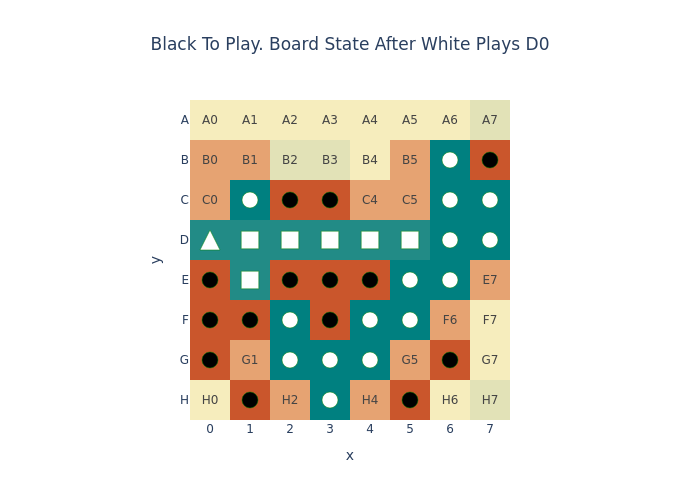 Black To Play. Board State After White Plays D0
A A0 A1 A2 A3 A4 A5 A6 A7
B B0 B1 B2 B3 B4 B5
C C0 C4 C5
D
E E7
F F6 F7
G G1 G5 G7
H H0 H2 H4 H6 H7
0 1 2 3 4 5 6 7
x
y